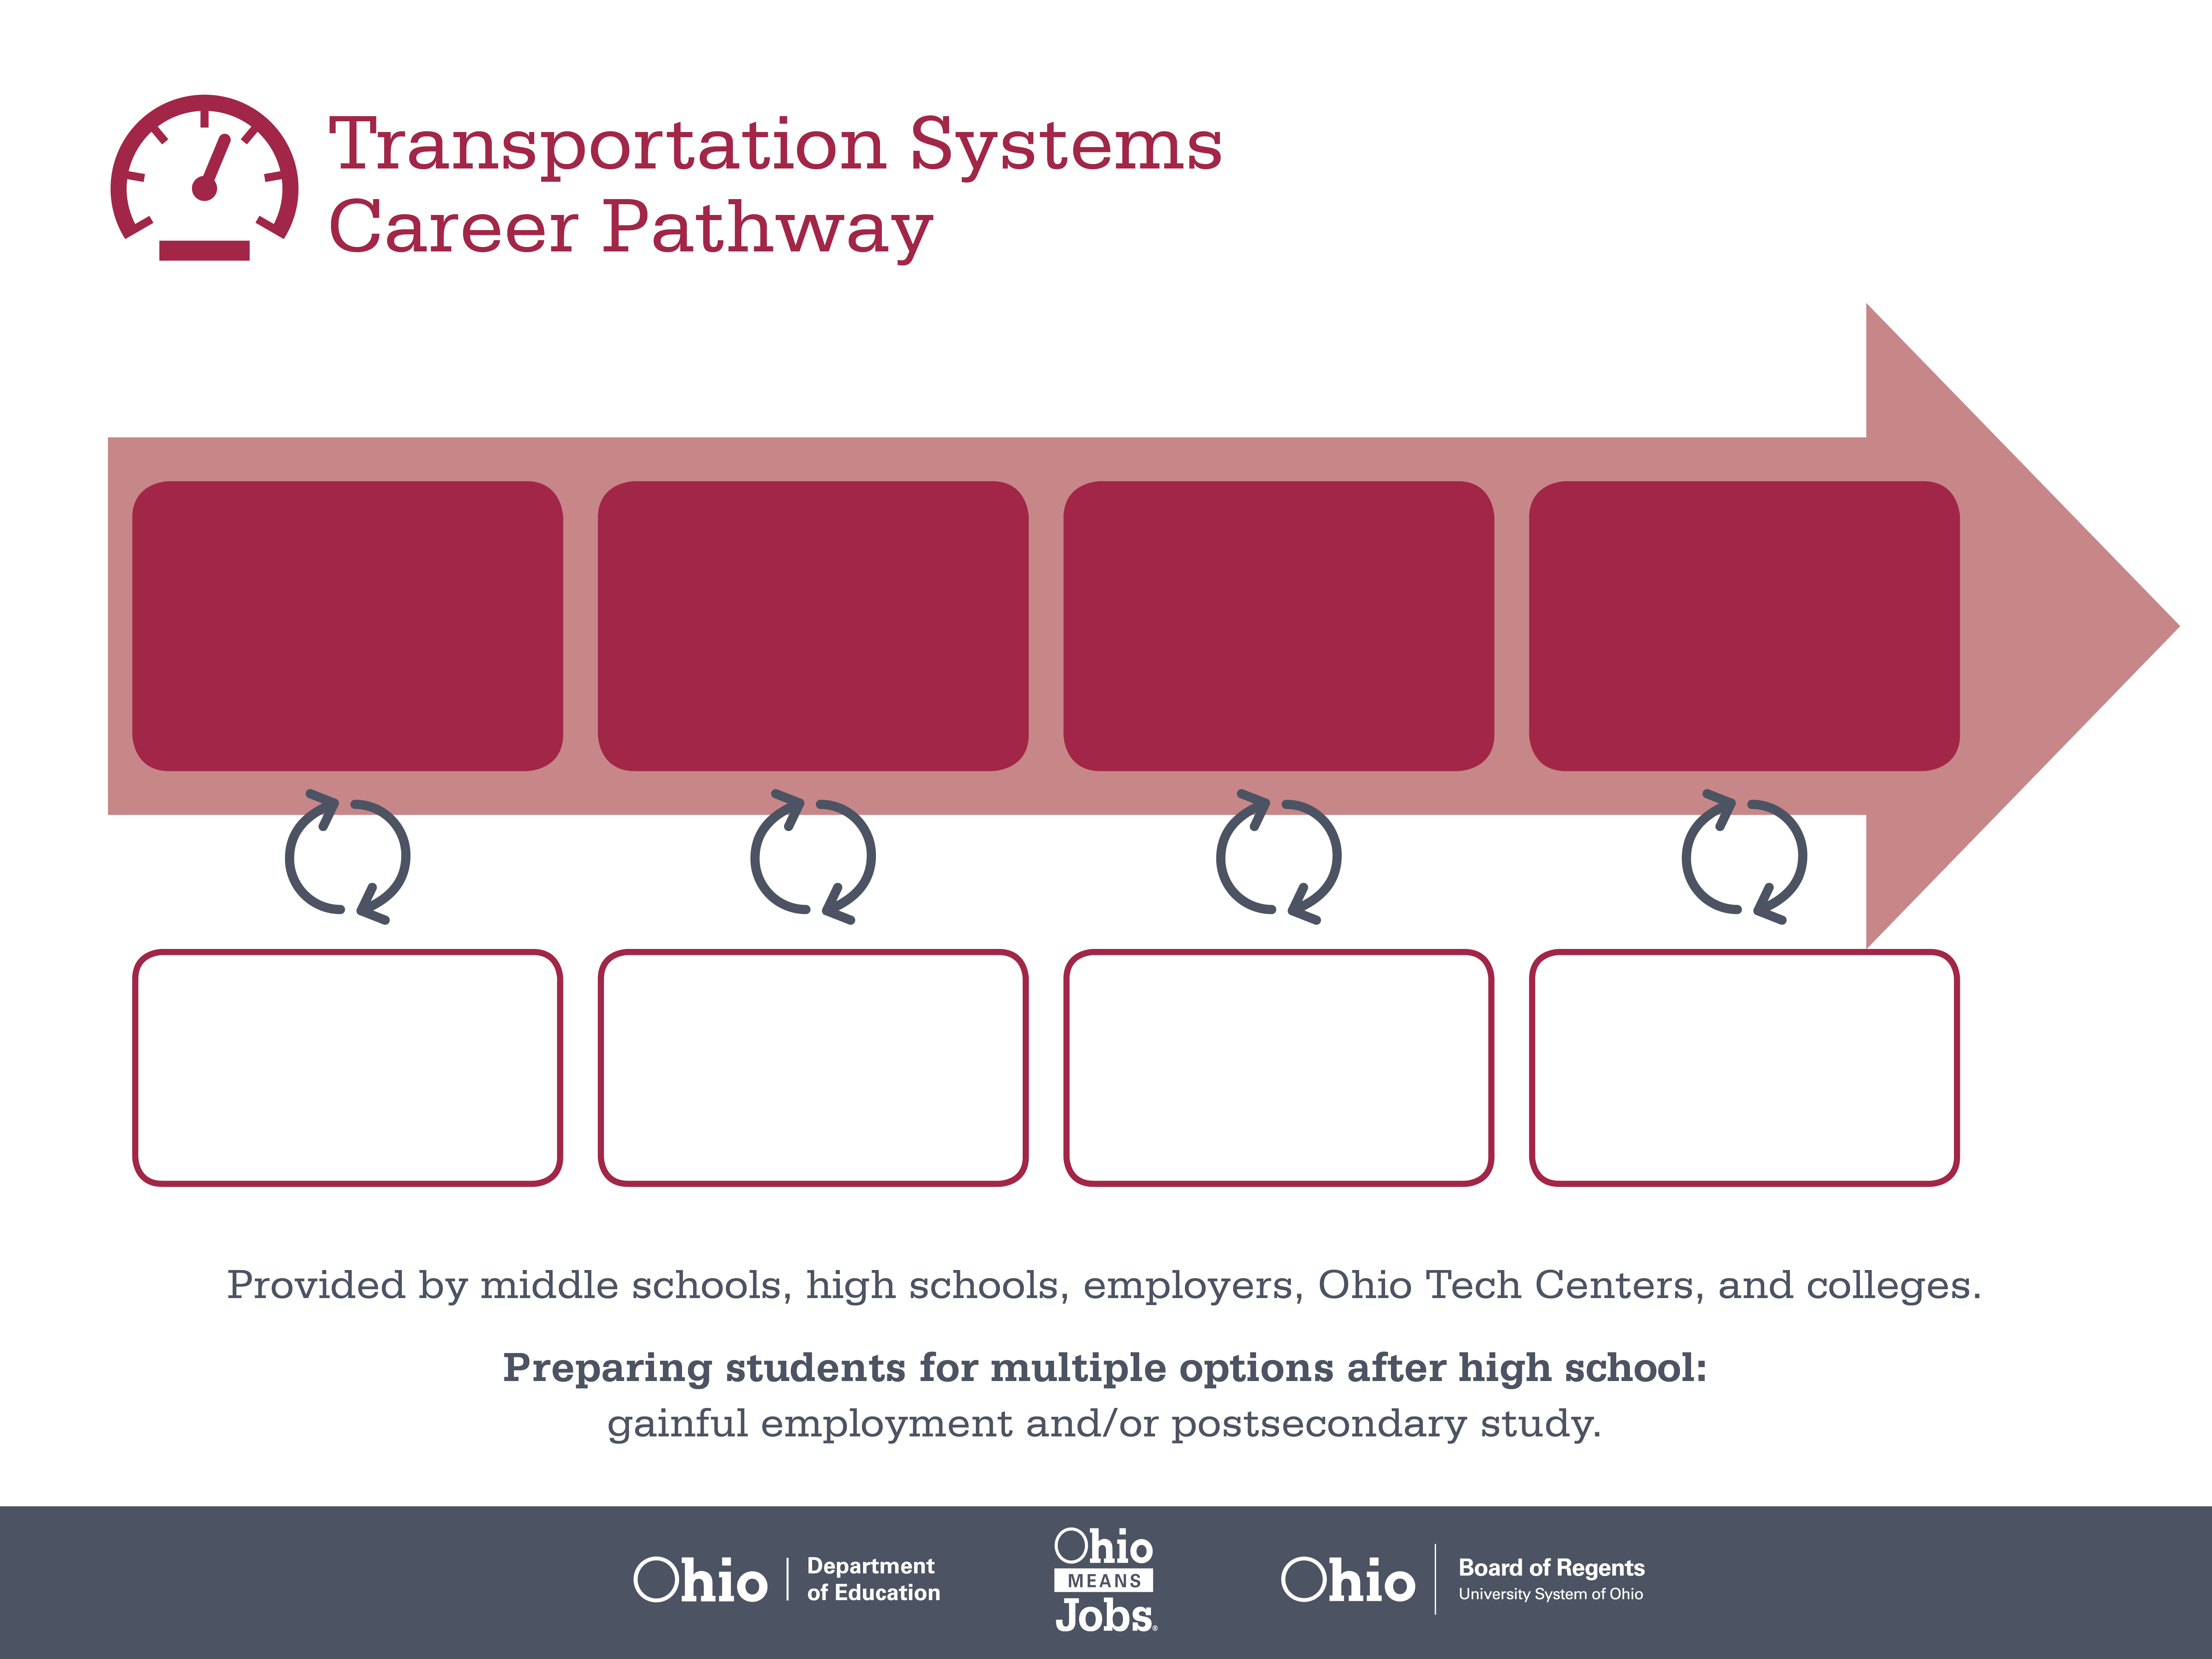 Transportation Systems
Career Pathway
Provided by middle schools, high schools, employers, Ohio Tech Centers, and colleges.
Preparing students for multiple options after high school:
gainful employment and/or postsecondary study.
Ohio
Department
of Education
Ohio
MEANS
Jobs®
Ohio
Board of Regents
University System of Ohio